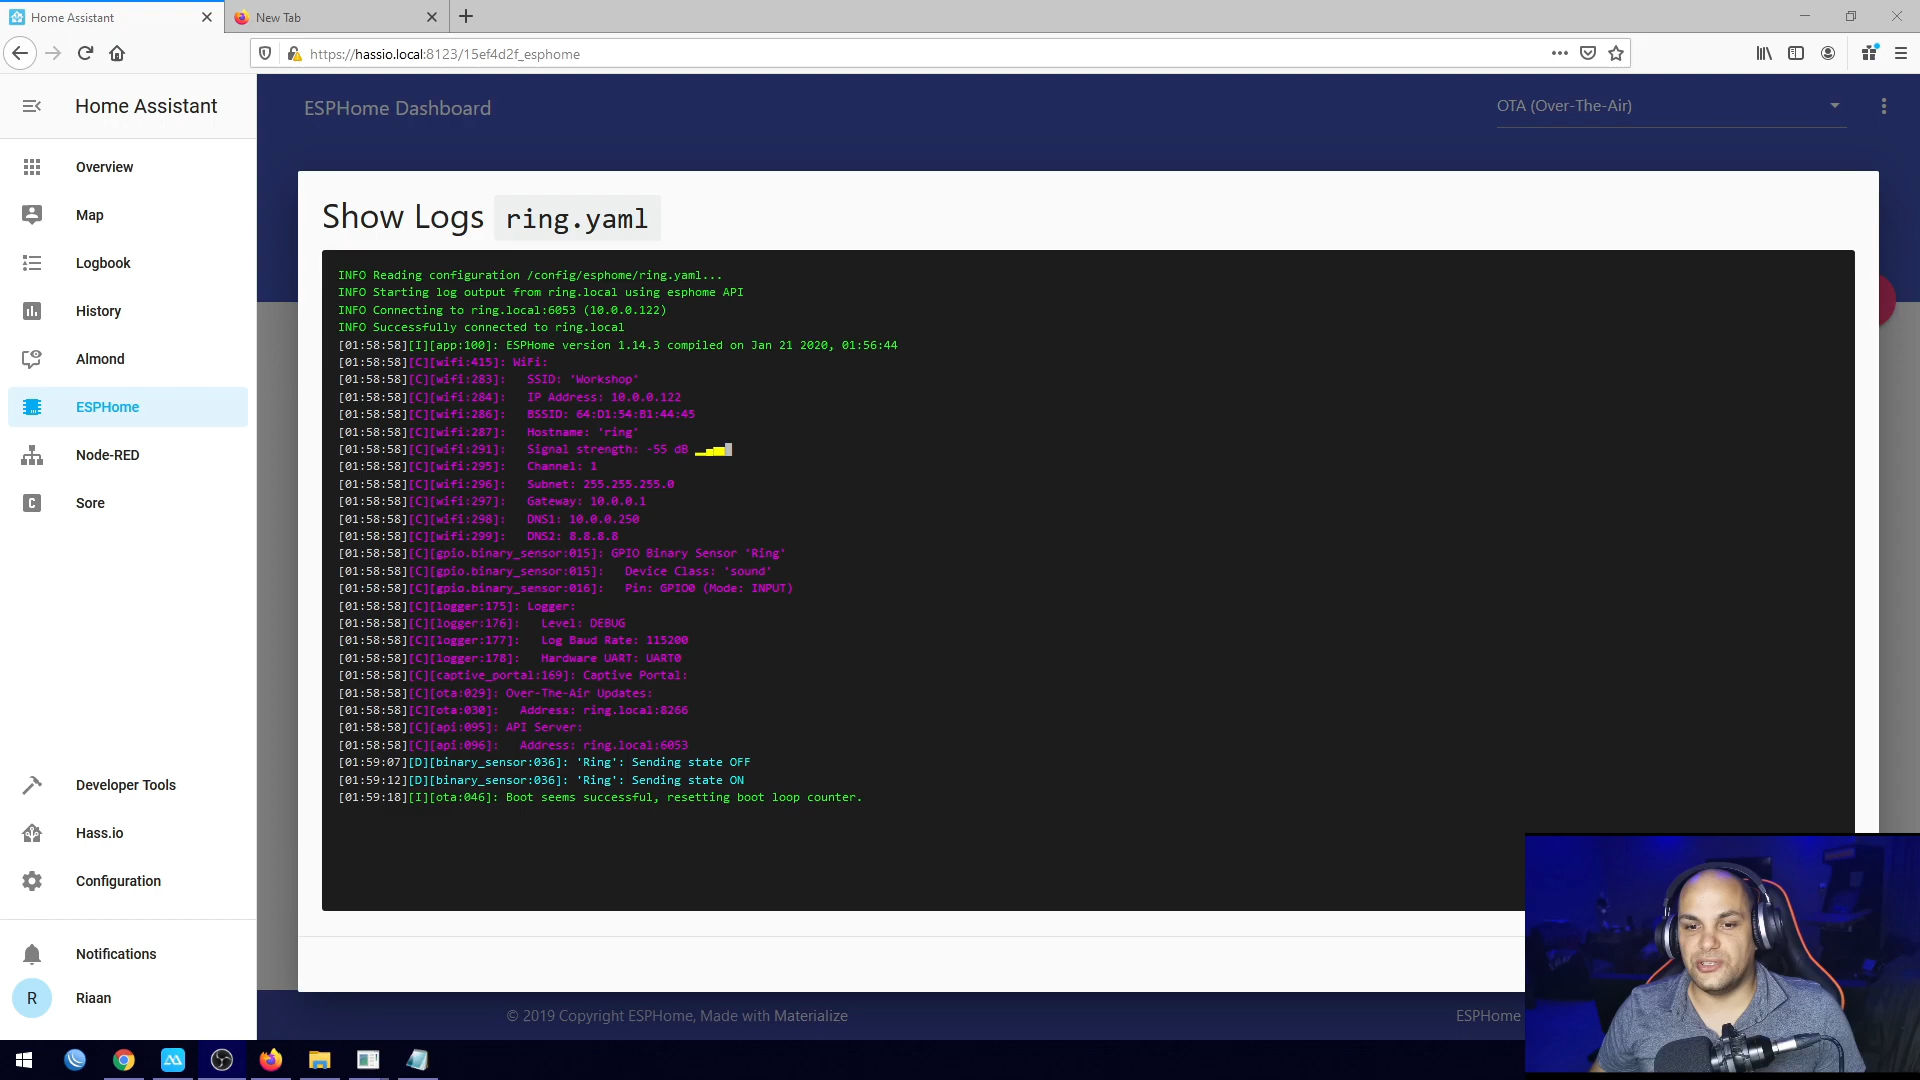 Home Assistant
New Tab
https://hassio.local:8123/15ef4d2f_esphome
Home Assistant
ESPHome Dashboard
OTA (Over-The-Air)
Overview
Map
Logbook
History
Almond
ESPHome
Node-RED
Sore
Developer Tools
Hass.io
Configuration
Notifications
R
Riaan
Show Logs ring.yaml
INFO Reading configuration /config/esphome/ring.yaml...
INFO Starting log output from ring.local using esphome API
INFO Connecting to ring.local:6053 (10.0.0.122)
INFO Successfully connected to ring.local
[01:58:58][I][app:100]: ESPHome version 1.14.3 compiled on Jan 21 2020, 01:56:44
[01:58:58][C][wifi:415]: WiFi:
[01:58:58][C][wifi:283]:   SSID: 'Workshop'
[01:58:58][C][wifi:284]:   IP Address: 10.0.0.122
[01:58:58][C][wifi:286]:   BSSID: 64:D1:54:B1:44:45
[01:58:58][C][wifi:287]:   Hostname: 'ring'
[01:58:58][C][wifi:291]:   Signal strength: -55 dB
[01:58:58][C][wifi:295]:   Channel: 1
[01:58:58][C][wifi:296]:   Subnet: 255.255.255.0
[01:58:58][C][wifi:297]:   Gateway: 10.0.0.1
[01:58:58][C][wifi:298]:   DNS1: 10.0.0.250
[01:58:58][C][wifi:299]:   DNS2: 8.8.8.8
[01:58:58][C][gpio.binary_sensor:015]: GPIO Binary Sensor 'Ring'
[01:58:58][C][gpio.binary_sensor:015]:   Device Class: 'sound'
[01:58:58][C][gpio.binary_sensor:016]:   Pin: GPIO0 (Mode: INPUT)
[01:58:58][C][logger:175]: Logger:
[01:58:58][C][logger:176]:   Level: DEBUG
[01:58:58][C][logger:177]:   Log Baud Rate: 115200
[01:58:58][C][logger:178]:   Hardware UART: UART0
[01:58:58][C][captive_portal:169]: Captive Portal:
[01:58:58][C][ota:029]: Over-The-Air Updates:
[01:58:58][C][ota:030]:   Address: ring.local:8266
[01:58:58][C][api:095]: API Server:
[01:58:58][C][api:096]:   Address: ring.local:6053
[01:59:07][D][binary_sensor:036]: 'Ring': Sending state OFF
[01:59:12][D][binary_sensor:036]: 'Ring': Sending state ON
[01:59:18][I][ota:046]: Boot seems successful, resetting boot loop counter.
© 2019 Copyright ESPHome, Made with Materialize
ESPHome